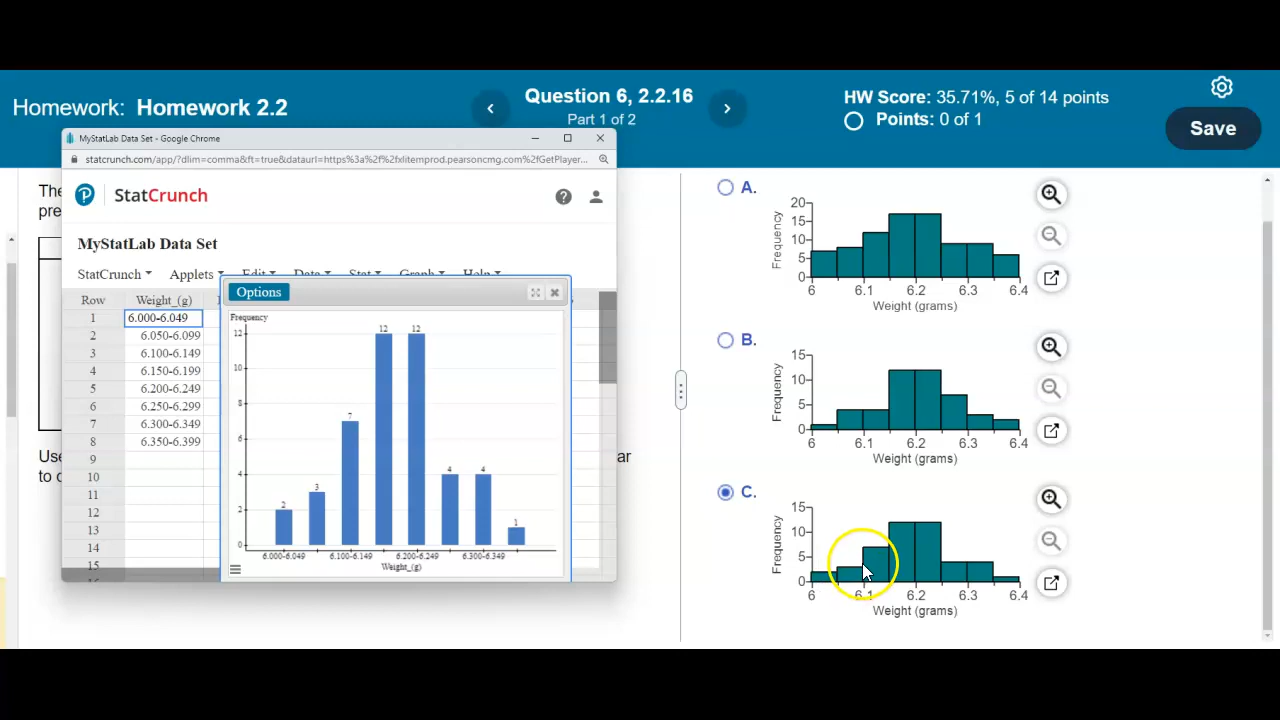 Homework: Homework 2.2
Question 6, 2.2.16
Part 1 of 2
HW Score: 35.71%, 5 of 14 points
Points: 0 of 1
Save
The
pre
Use
to c
ar
MyStatLab Data Set - Google Chrome
statcrunch.com/app/?dlim=comma&ft=true&dataurl=https%3a%2f%2fxlitemprod.pearsoncmg.com%2fGetPlayer...
P StatCrunch
MyStatLab Data Set
StatCrunch Applets Edit Data Stat Graph Help
Row Weight_(g)
1 6.000-6.049
2 6.050-6.099
3 6.100-6.149
4 6.150-6.199
5 6.200-6.249
6 6.250-6.299
7 6.300-6.349
8 6.350-6.399
9
10
11
12
13
14
15
Options
Frequency
12
10
8
6
4
2
0
2 3 7 12 12 4 4 1
6.000-6.049 6.100-6.149 6.200-6.249 6.300-6.349
Weight_(g)
A.
Frequency
20
15
10
5
0
6 6.1 6.2 6.3 6.4
Weight (grams)
B.
Frequency
15
10
5
0
6 6.1 6.2 6.3 6.4
Weight (grams)
C.
Frequency
15
10
5
0
6 6.1 6.2 6.3 6.4
Weight (grams)